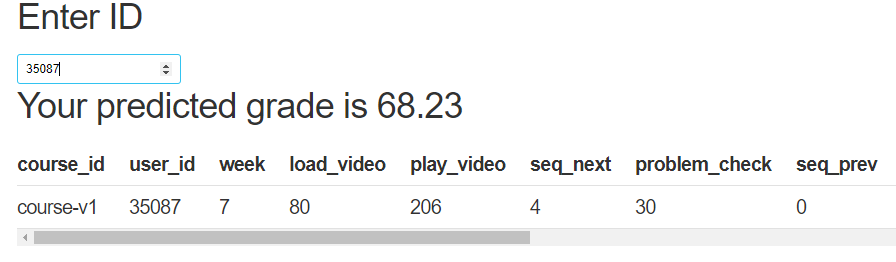 Enter ID
35087
Your predicted grade is 68.23
course_id user_id week load_video play_video seq_next problem_check seq_prev
course-v1 35087 7 80 206 4 30 0